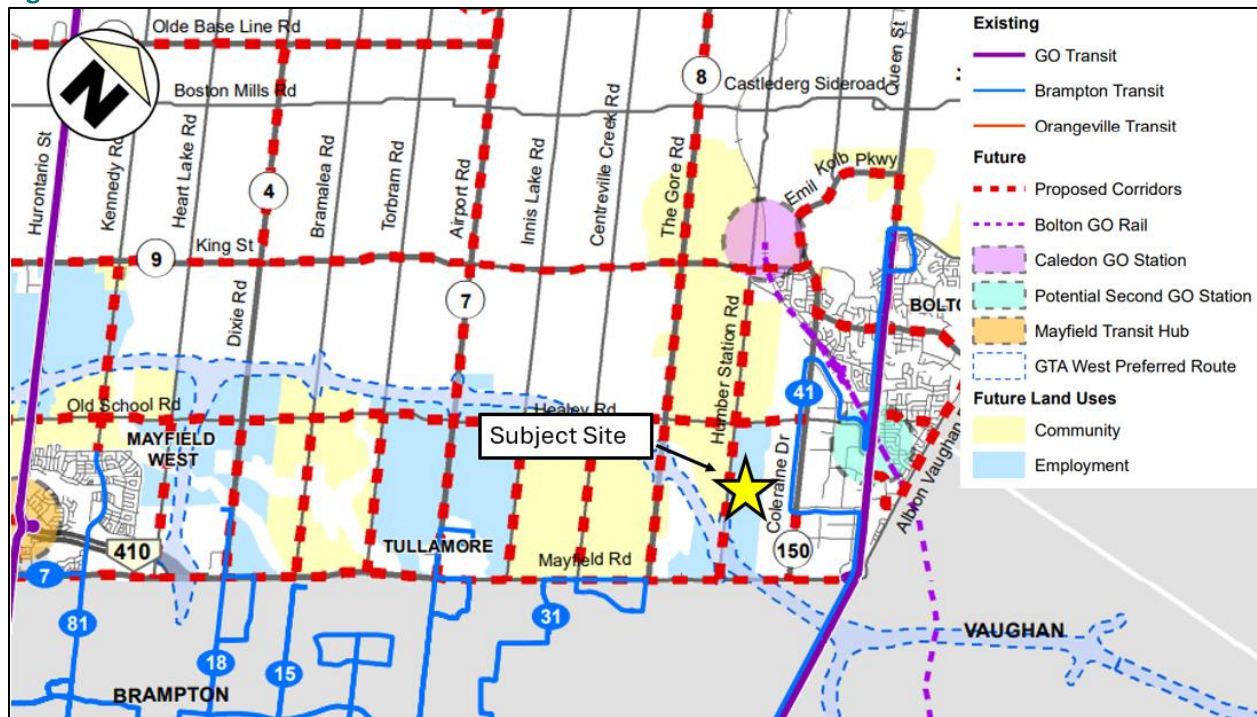 Olde Base Line Rd
N
Boston Mills Rd
8
Castlederg Sideroad
Queen St
Hurontario St
Kennedy Rd
Heart Lake Rd
4
Bramalea Rd
Torbram Rd
Airport Rd
Innis Lake Rd
Centreville Creek Rd
The Gore Rd
Emil Kolb Pkwy
9
King St
Dixie Rd
7
Humber Station Rd
41
Old School Rd
Healey Rd
MAYFIELD
WEST
Subject Site
Coleraine Dr
Albion Vaughan
410
TULLAMORE
Mayfield Rd
150
7
81
31
18
15
VAUGHAN
BRAMPTON
Existing
GO Transit
Brampton Transit
Orangeville Transit
Future
Proposed Corridors
Bolton GO Rail
Caledon GO Station
Potential Second GO Station
Mayfield Transit Hub
GTA West Preferred Route
Future Land Uses
Community
Employment